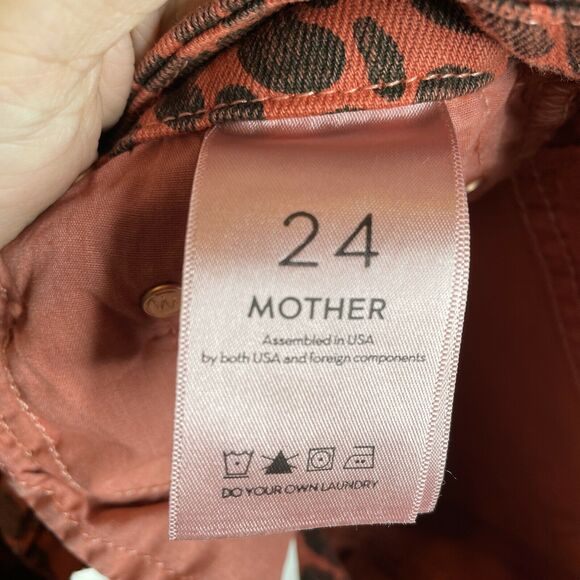 24
MOTHER
Assembled in USA
by both USA and foreign components
DO YOUR OWN LAUNDRY